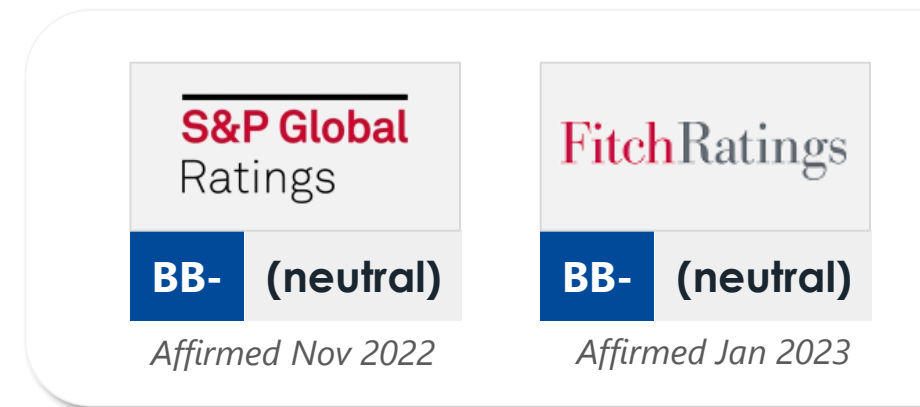 S&P Global
Ratings
BB- (neutral)
Affirmed Nov 2022
FitchRatings
BB- (neutral)
Affirmed Jan 2023